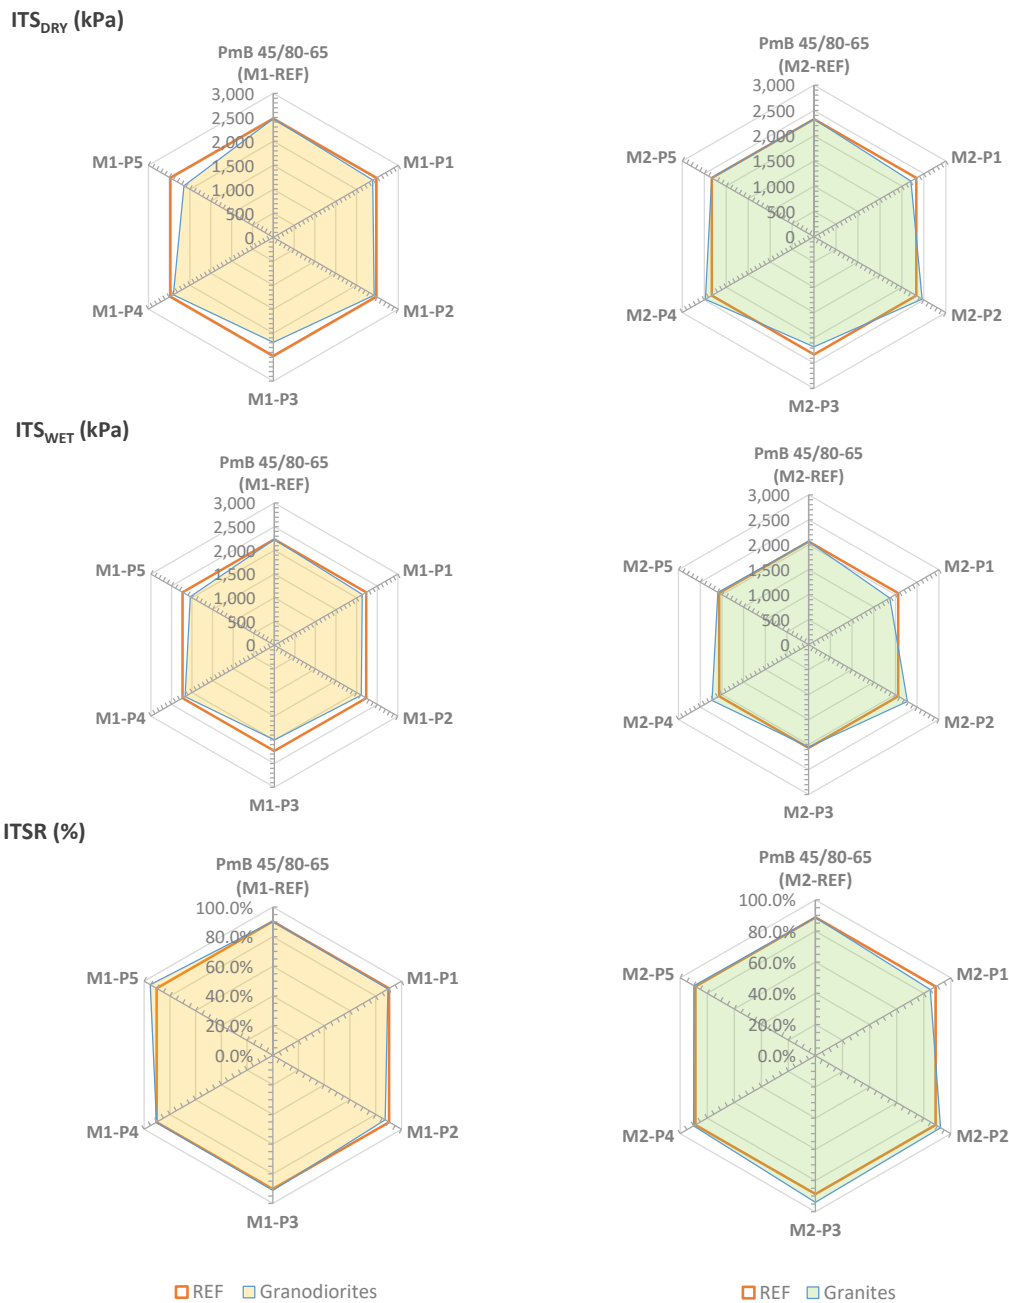 ITSDRY (kPa)
PmB 45/80-65
(M1-REF)
3,000
2,500
2,000
1,500
1,000
500
0
M1-P1
M1-P2
M1-P3
M1-P4
M1-P5
PmB 45/80-65
(M2-REF)
3,000
2,500
2,000
1,500
1,000
500
0
M2-P1
M2-P2
M2-P3
M2-P4
M2-P5
ITSWET (kPa)
PmB 45/80-65
(M1-REF)
3,000
2,500
2,000
1,500
1,000
500
0
M1-P1
M1-P2
M1-P3
M1-P4
M1-P5
PmB 45/80-65
(M2-REF)
3,000
2,500
2,000
1,500
1,000
500
0
M2-P1
M2-P2
M2-P3
M2-P4
M2-P5
ITSR (%)
PmB 45/80-65
(M1-REF)
100.0%
80.0%
60.0%
40.0%
20.0%
0.0%
M1-P1
M1-P2
M1-P3
M1-P4
M1-P5
PmB 45/80-65
(M2-REF)
100.0%
80.0%
60.0%
40.0%
20.0%
0.0%
M2-P1
M2-P2
M2-P3
M2-P4
M2-P5
REF Granodiorites
REF Granites